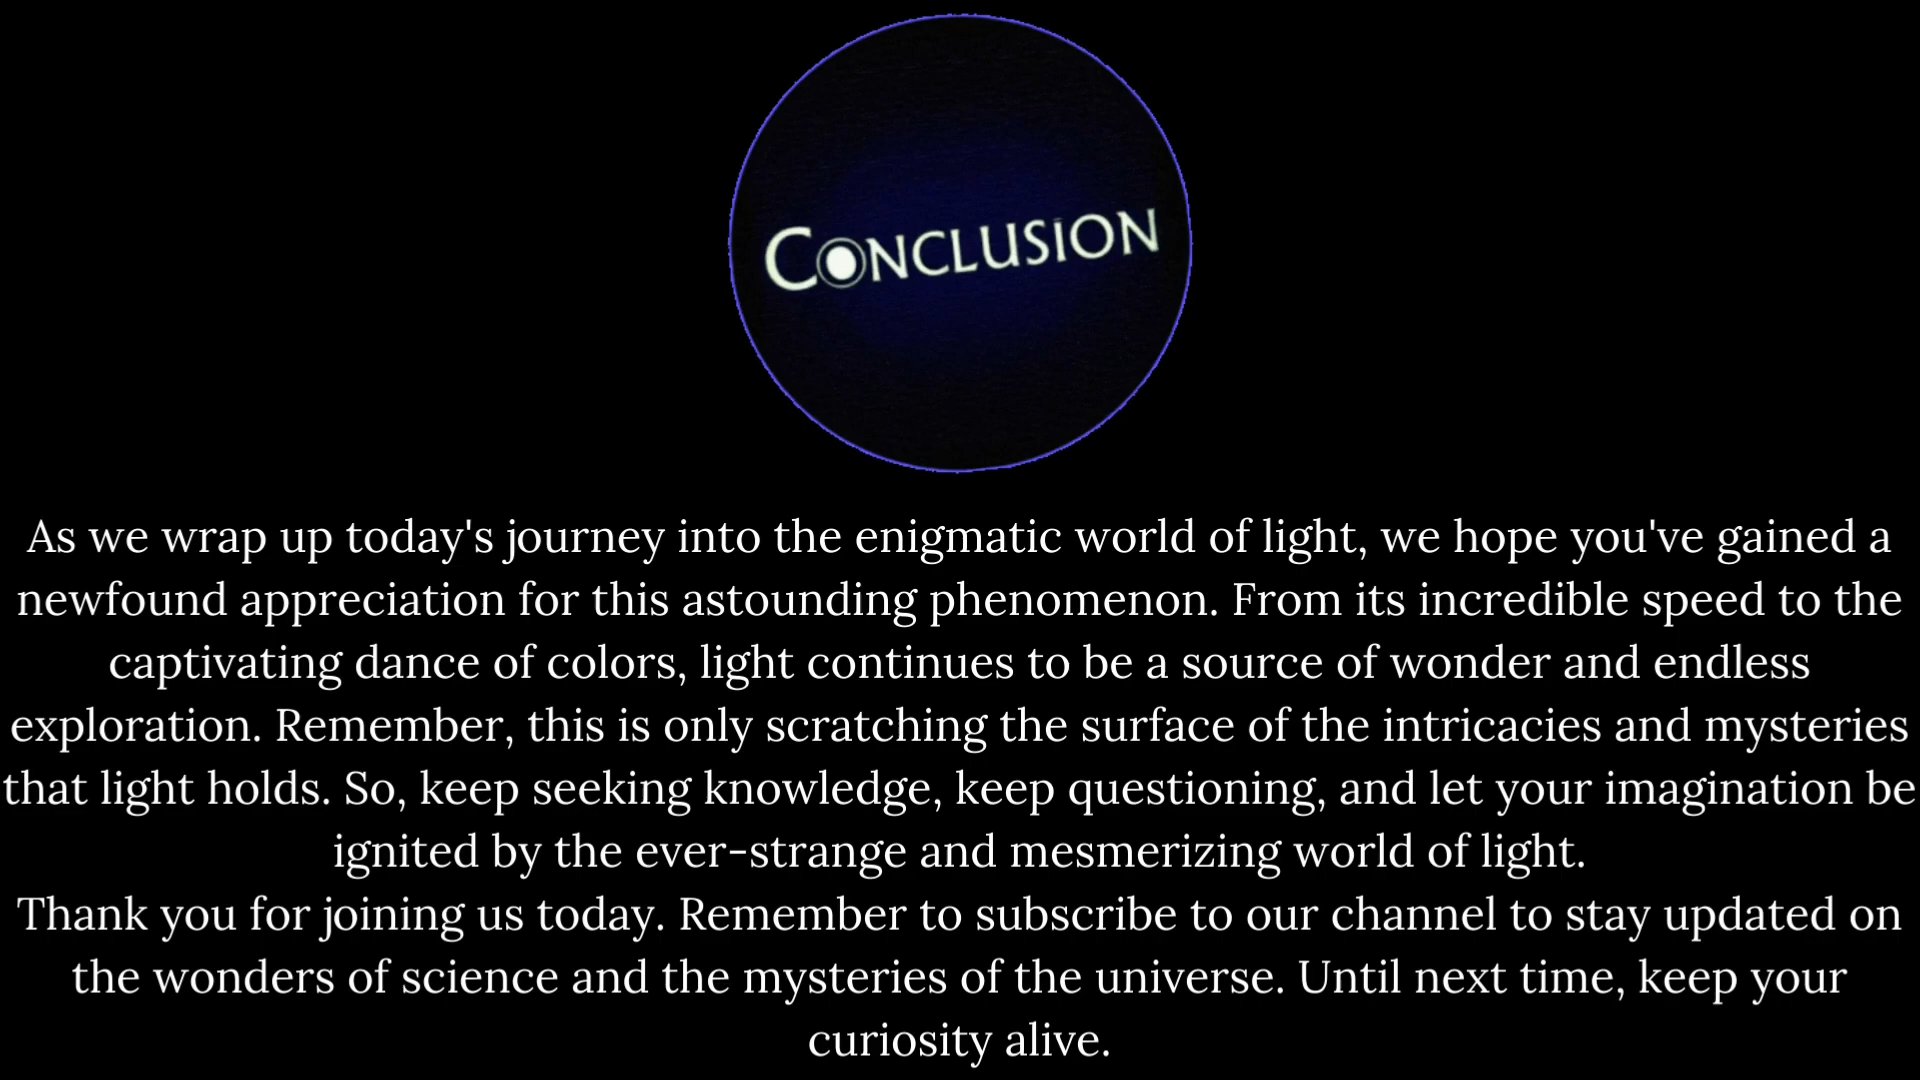 CONCLUSION
As we wrap up today's journey into the enigmatic world of light, we hope you've gained a
newfound appreciation for this astounding phenomenon. From its incredible speed to the
captivating dance of colors, light continues to be a source of wonder and endless
exploration. Remember, this is only scratching the surface of the intricacies and mysteries
that light holds. So, keep seeking knowledge, keep questioning, and let your imagination be
ignited by the ever-strange and mesmerizing world of light.
Thank you for joining us today. Remember to subscribe to our channel to stay updated on
the wonders of science and the mysteries of the universe. Until next time, keep your
curiosity alive.